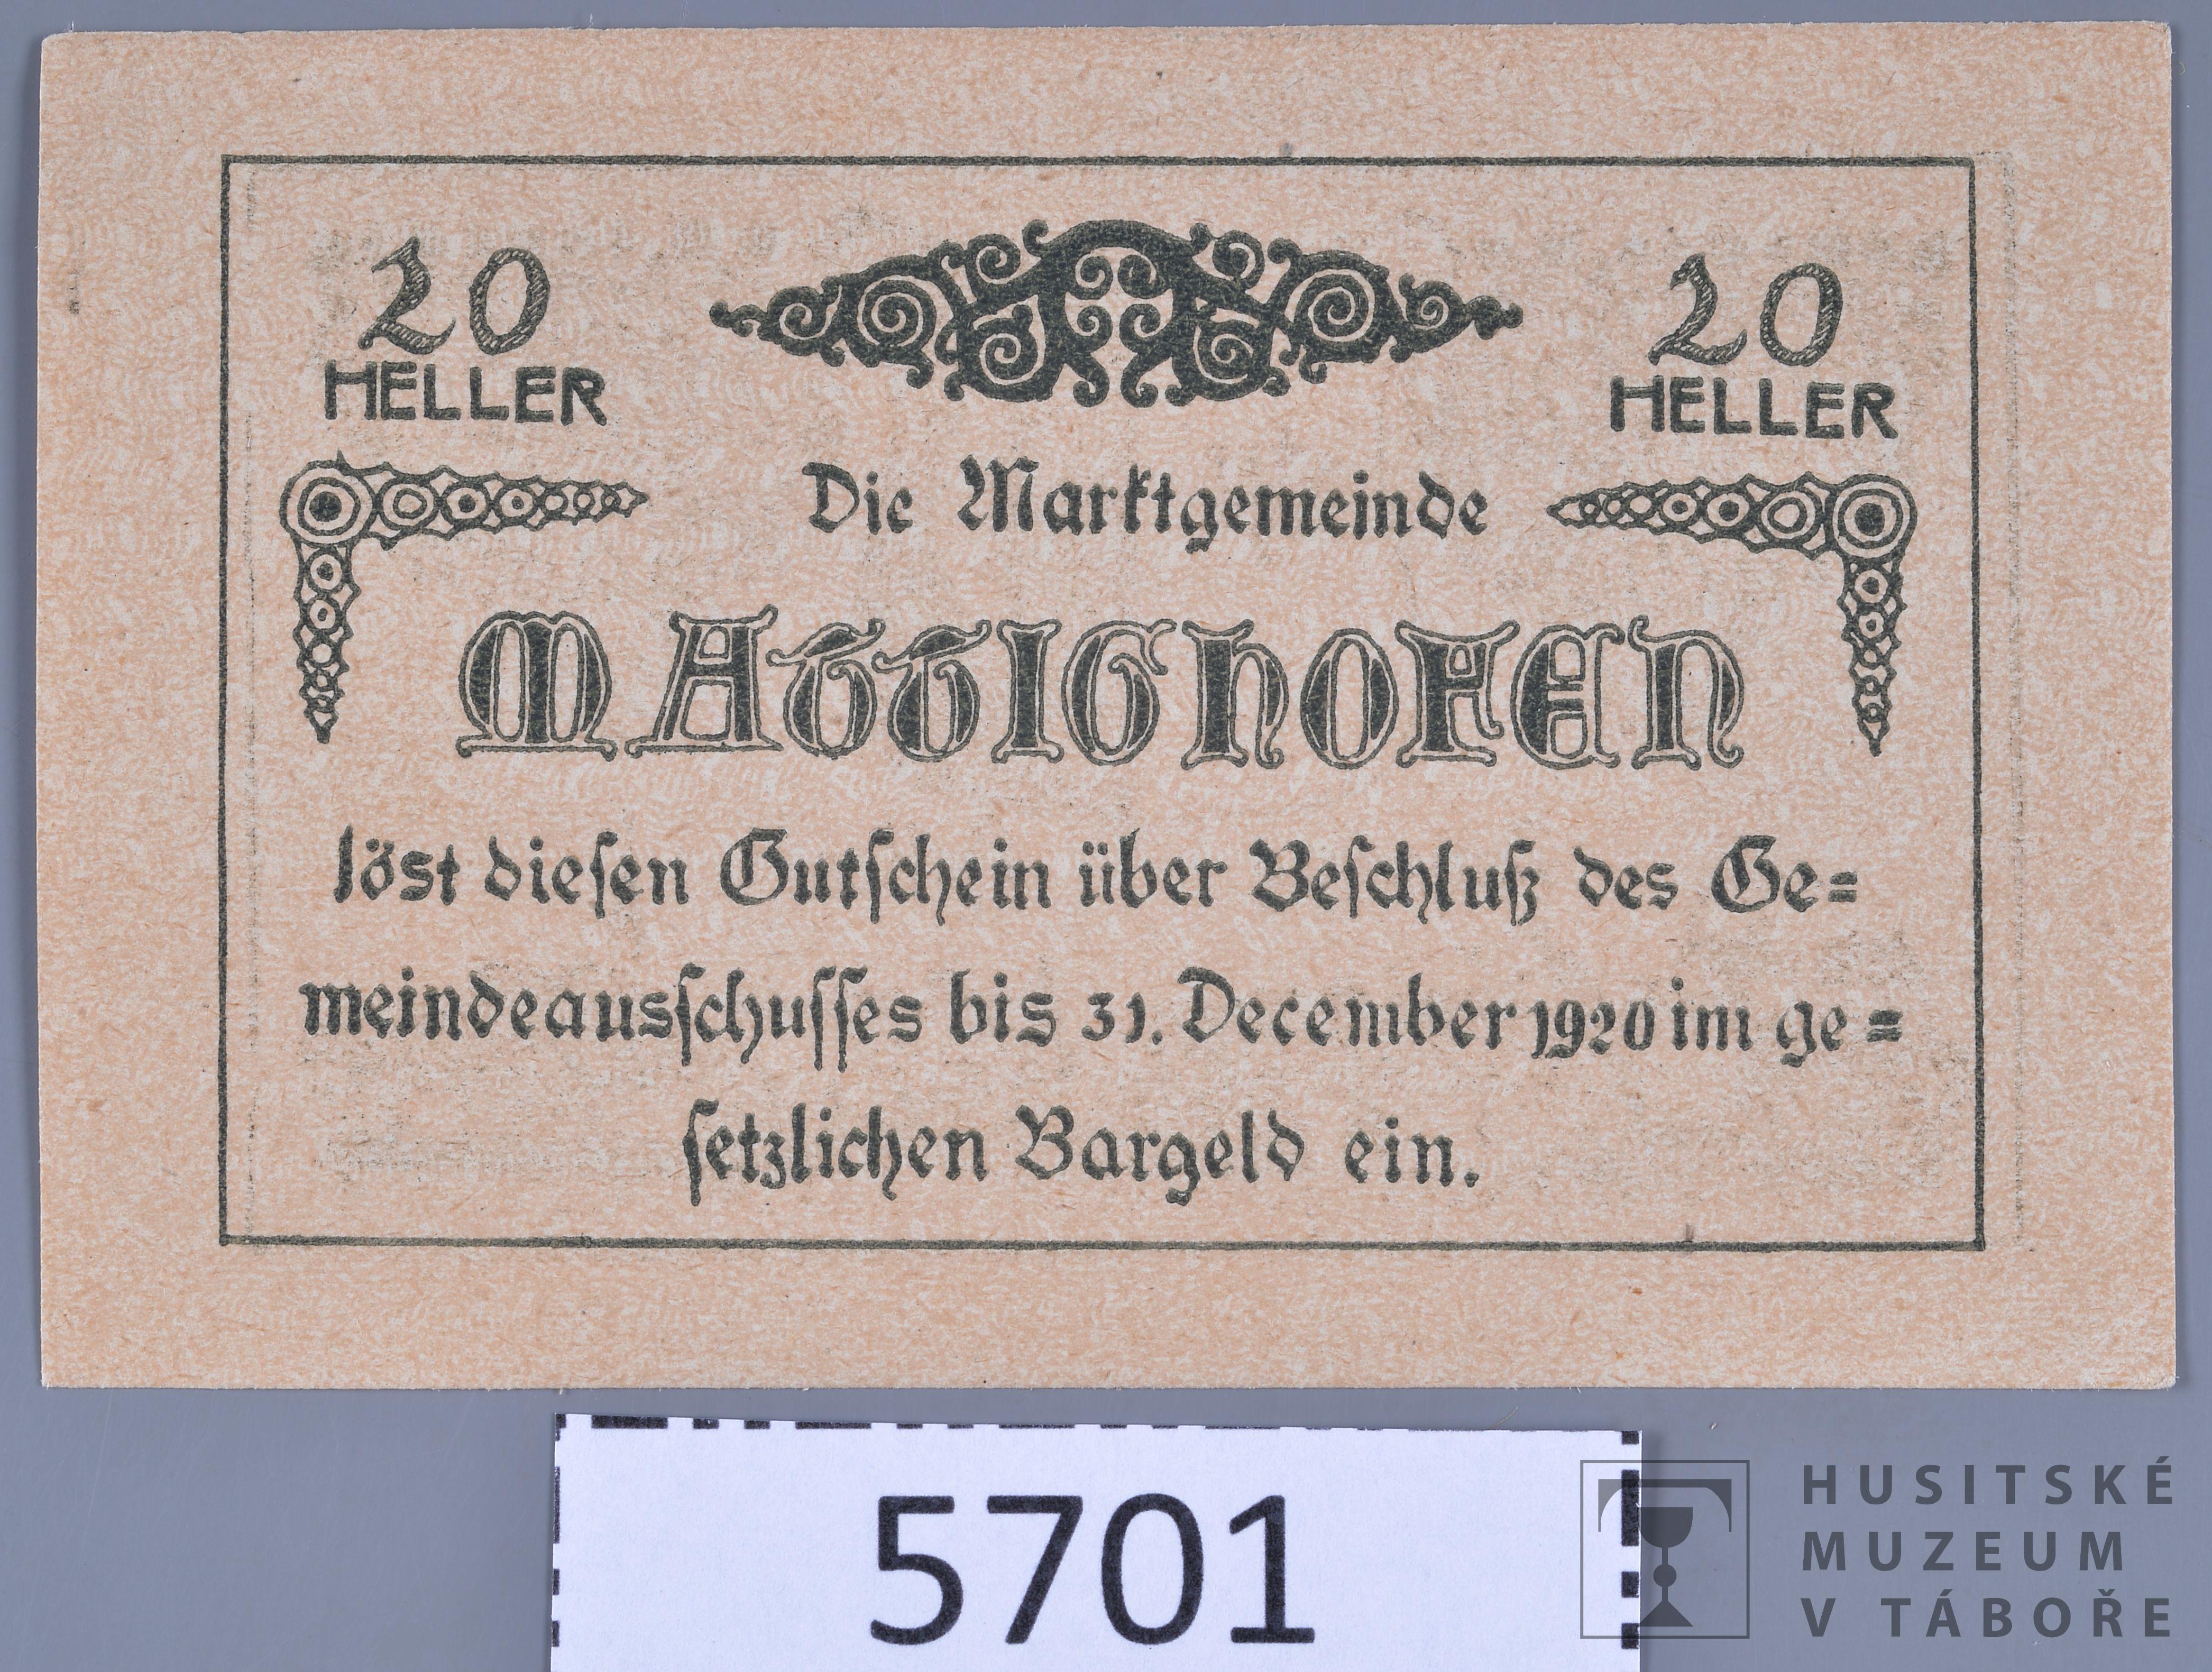 20 HELLER
20 HELLER
Die Marktgemeinde
MATTIGHOFEN
löst diesen Gutschein über Beschluß des Ge=
meindeausschusses bis 31. December 1920 im ge=
setzlichen Bargeld ein.
5701
HUSITSKÉ
MUZEUM
V TÁBOŘE